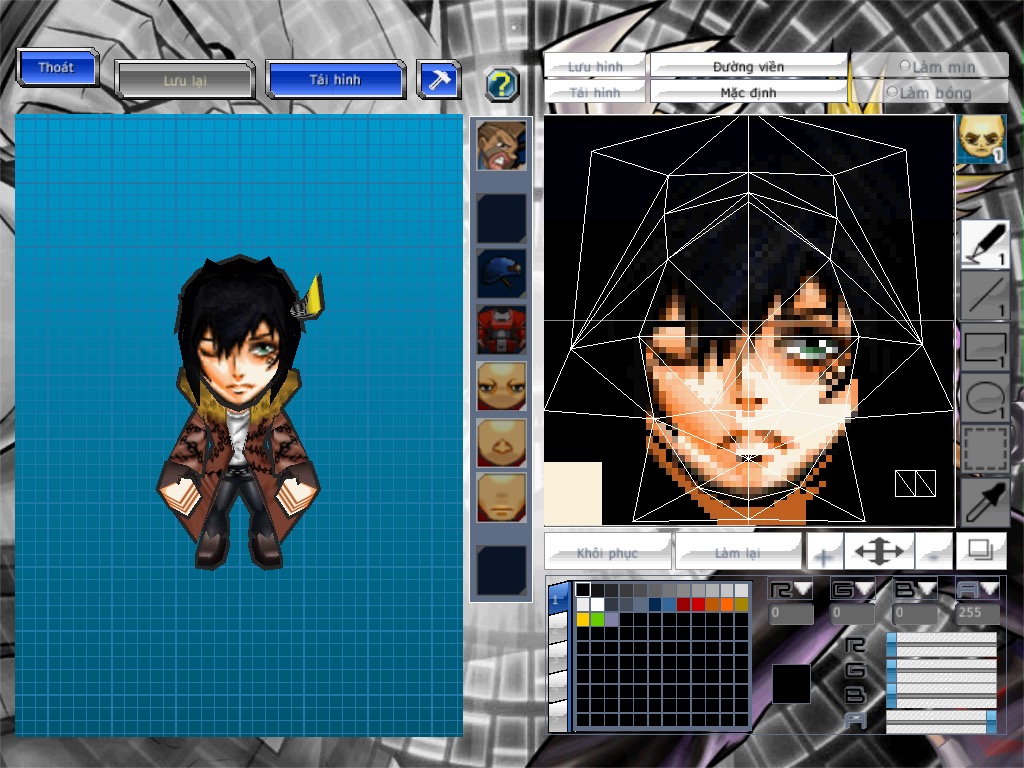 Thoát
Lưu lại
Tải hình
?
Lưu hình
Đường viền
Làm mịn
Tải hình
Mặc định
Làm bóng
1
1
1
1
1
Khôi phục
Làm lại
1
R
G
B
A
0
0
0
255
R
G
B
A